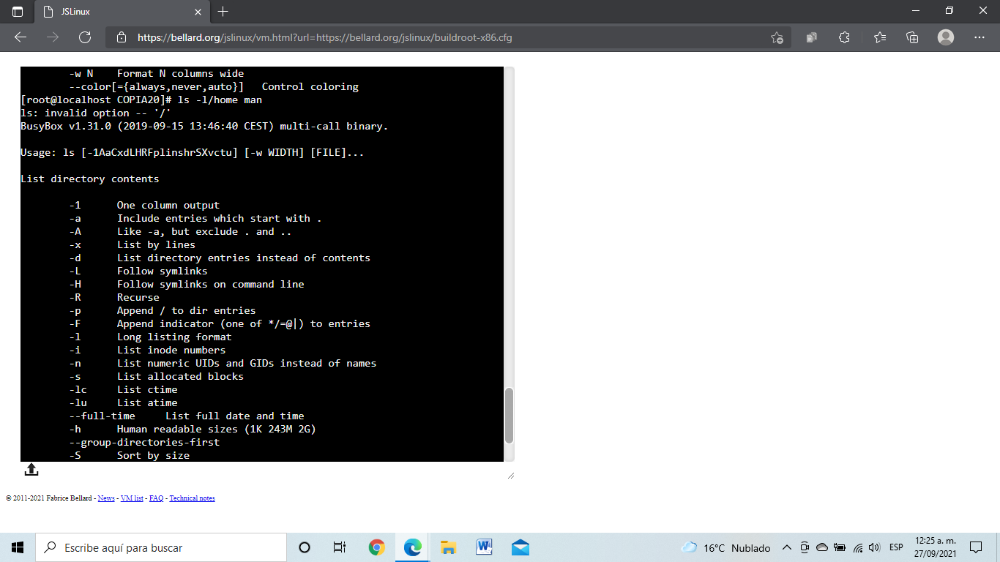 JSLinux
https://bellard.org/jslinux/vm.html?url=https://bellard.org/jslinux/buildroot-x86.cfg
-w N Format N columns wide
--color[={always,never,auto}] Control coloring
[root@localhost COPIA20]# ls -l/home man
ls: invalid option -- '/'
BusyBox v1.31.0 (2019-09-15 13:46:40 CEST) multi-call binary.
Usage: ls [-1AaCxdLHRFplinshrSXvctu] [-w WIDTH] [FILE]...
List directory contents
-1 One column output
-a Include entries which start with .
-A Like -a, but exclude . and ..
-x List by lines
-d List directory entries instead of contents
-L Follow symlinks
-H Follow symlinks on command line
-R Recurse
-p Append / to dir entries
-F Append indicator (one of */=@|) to entries
-l Long listing format
-i List inode numbers
-n List numeric UIDs and GIDs instead of names
-s List allocated blocks
-lc List ctime
-lu List atime
--full-time List full date and time
-h Human readable sizes (1K 243M 2G)
--group-directories-first
-S Sort by size
© 2011-2021 Fabrice Bellard - News - VM list - FAQ - Technical notes
Escribe aquí para buscar
16°C Nublado
ESP
12:25 a. m.
27/09/2021